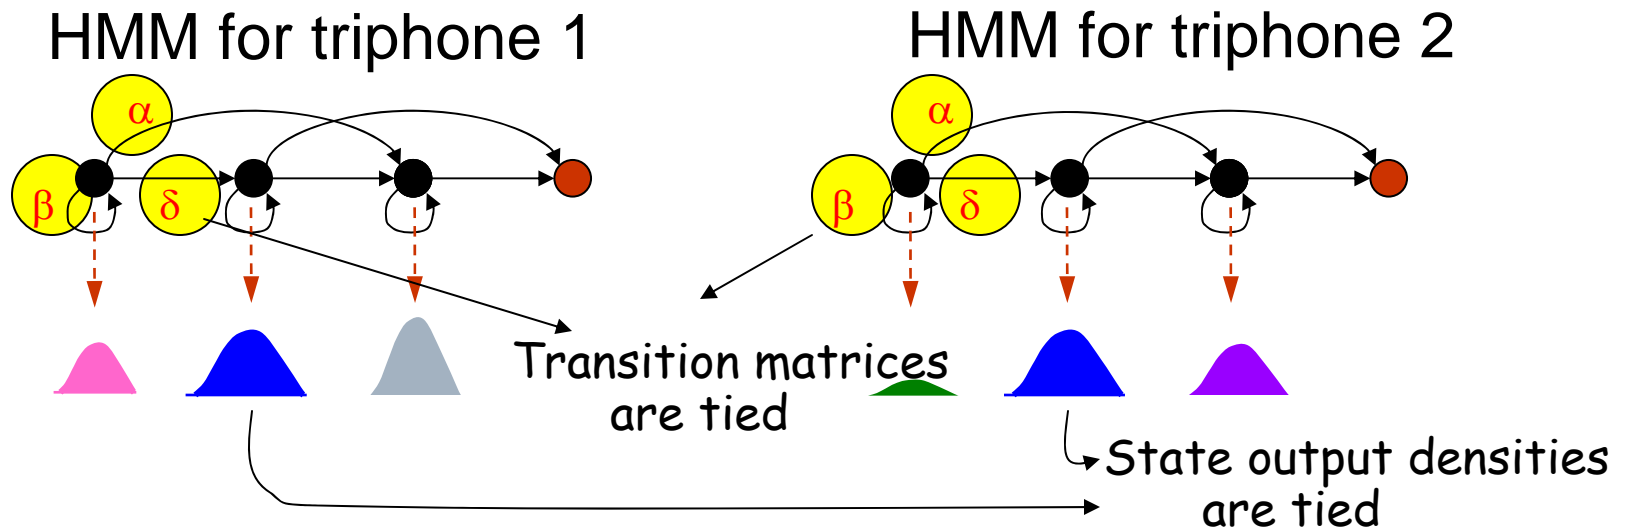 HMM for triphone 1
HMM for triphone 2
α
β
δ
α
β
δ
Transition matrices
are tied
State output densities
are tied